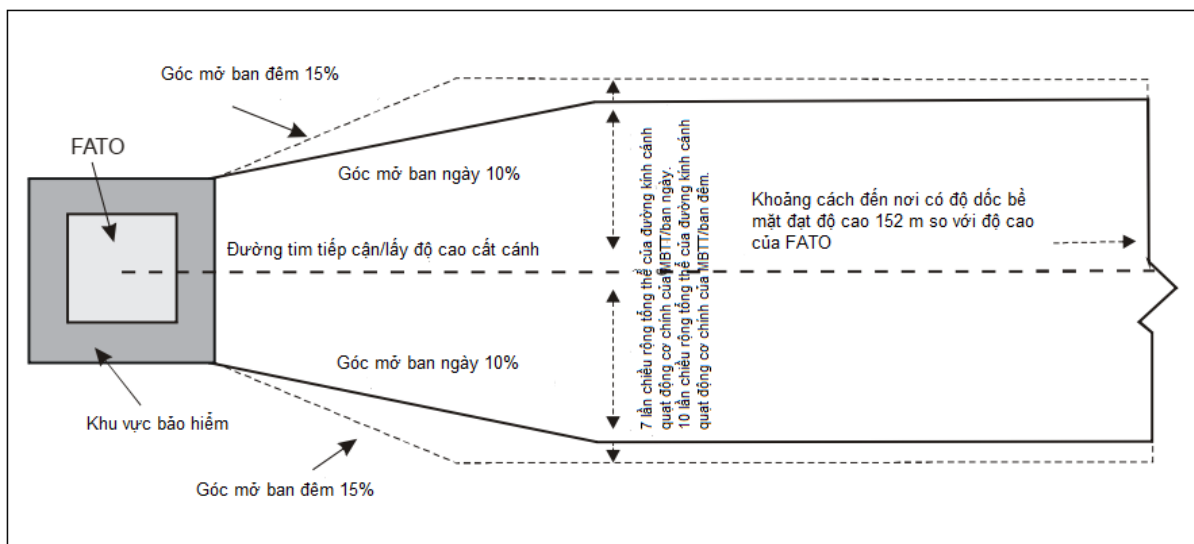 Góc mở ban đêm 15%
FATO
Góc mở ban ngày 10%
Đường tim tiếp cận/lấy độ cao cất cánh
7 lần chiều rộng tổng thể của đường kính cánh
quạt động cơ chính của MBTT/ban ngày.
10 lần chiều rộng tổng thể của đường kính cánh
quạt động cơ chính của MBTT/ban đêm.
Khoảng cách đến nơi có độ dốc bề
mặt đạt độ cao 152 m so với độ cao
của FATO
Góc mở ban ngày 10%
Khu vực bảo hiểm
Góc mở ban đêm 15%